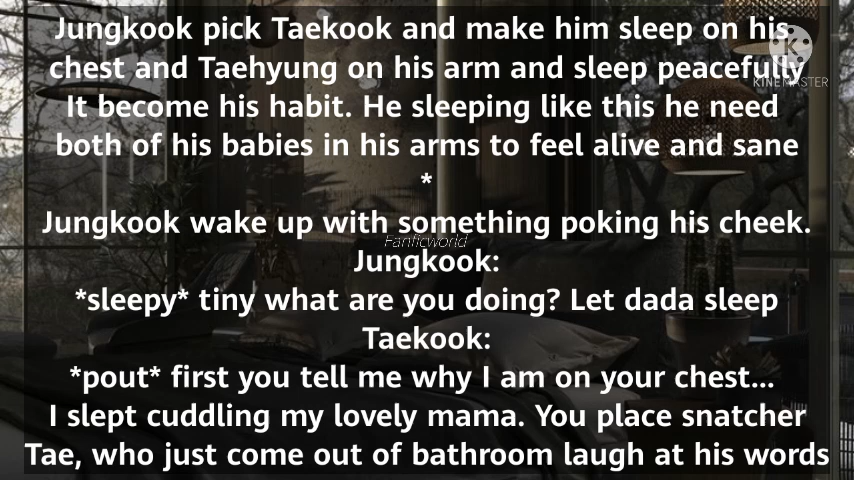 Jungkook pick Taekook and make him sleep on his
chest and Taehyung on his arm and sleep peacefully
KINEMASTER
It become his habit. He sleeping like this he need
both of his babies in his arms to feel alive and sane
*
Jungkook wake up with something poking his cheek.
Fanficworld
Jungkook:
*sleepy* tiny what are you doing? Let dada sleep
Taekook:
*pout* first you tell me why I am on your chest...
I slept cuddling my lovely mama. You place snatcher
Tae, who just come out of bathroom laugh at his words